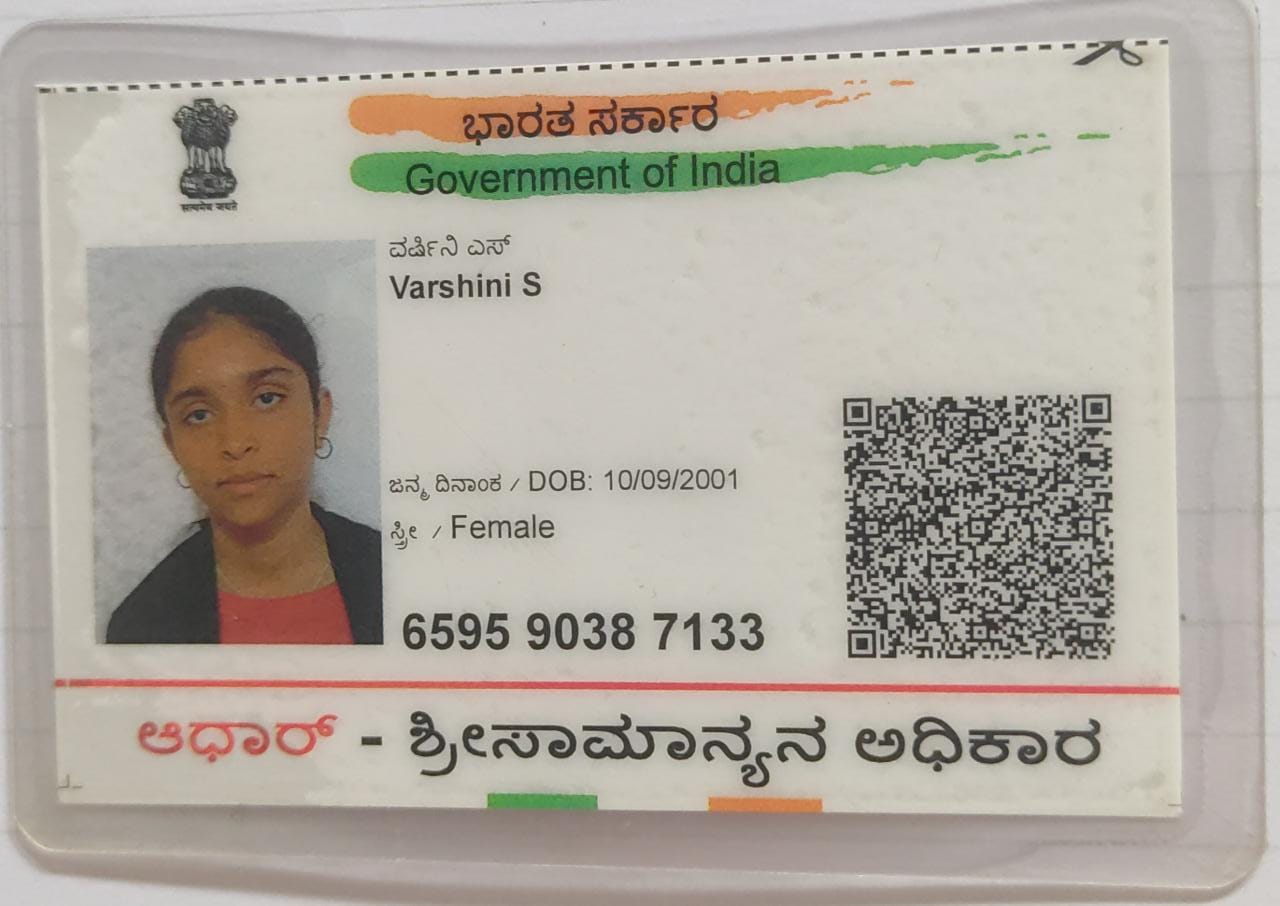 ಭಾರತ ಸರ್ಕಾರ
Government of India
सत्यमेव जयते
ವರ್ಷಿನಿ ಎಸ್
Varshini S
ಜನ್ಮ ದಿನಾಂಕ / DOB: 10/09/2001
ಸ್ತ್ರೀ / Female
6595 9038 7133
ಆಧಾರ್ - ಶ್ರೀಸಾಮಾನ್ಯನ ಅಧಿಕಾರ